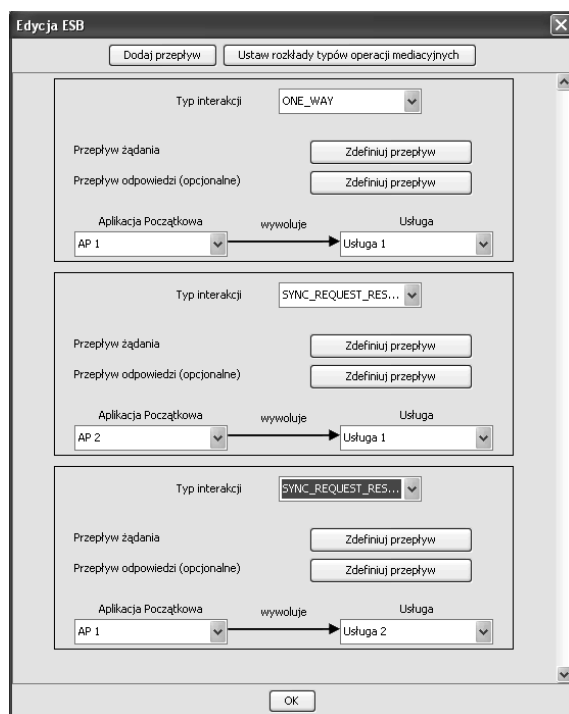 Edycja ESB
Dodaj przepływ Ustaw rozkłady typów operacji mediacyjnych
Typ interakcji ONE_WAY
Przepływ żądania Zdefiniuj przepływ
Przepływ odpowiedzi (opcjonalne) Zdefiniuj przepływ
Aplikacja Początkowa wywoluje Usługa
AP 1 Usługa 1
Typ interakcji SYNC_REQUEST_RES...
Przepływ żądania Zdefiniuj przepływ
Przepływ odpowiedzi (opcjonalne) Zdefiniuj przepływ
Aplikacja Początkowa wywoluje Usługa
AP 2 Usługa 1
Typ interakcji SYNC_REQUEST_RES...
Przepływ żądania Zdefiniuj przepływ
Przepływ odpowiedzi (opcjonalne) Zdefiniuj przepływ
Aplikacja Początkowa wywoluje Usługa
AP 1 Usługa 2
OK